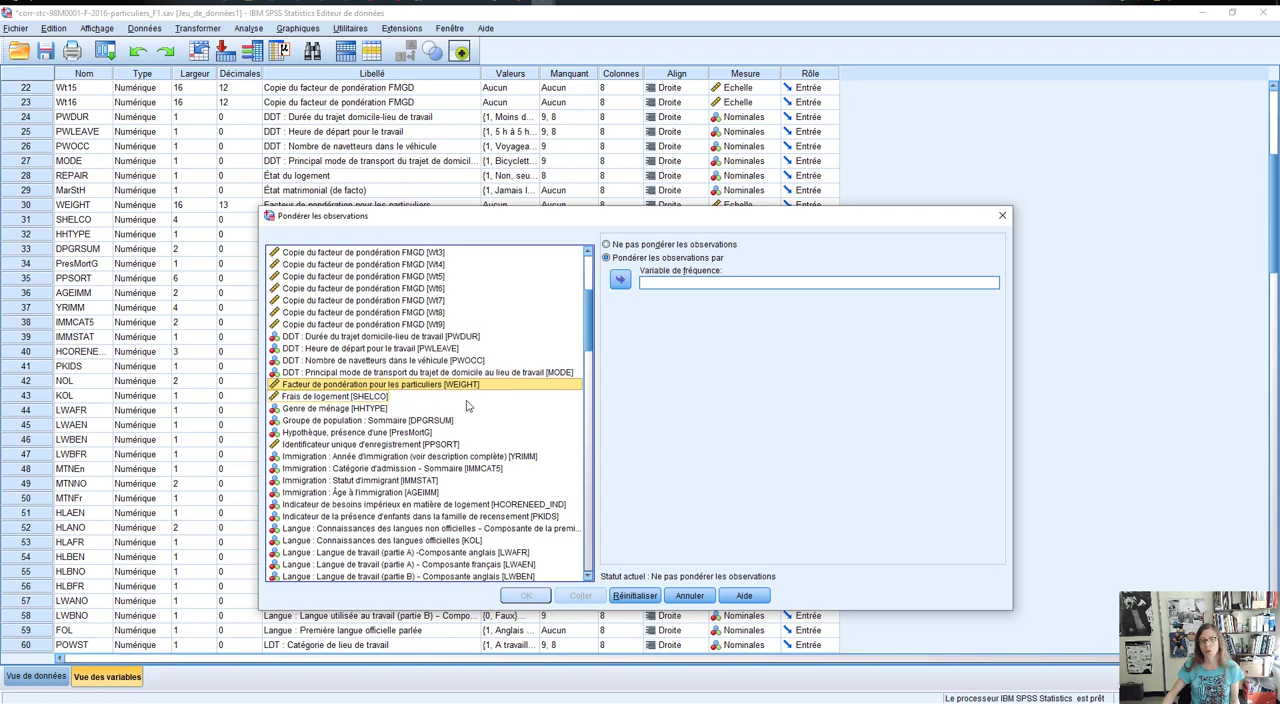 *corr-stc-98M0001-F-2016-particuliers_F1.sav [Jeu_de_données1] - IBM SPSS Statistics Editeur de données
Fichier Edition Affichage Données Transformer Analyse Graphiques Utilitaires Extensions Fenêtre Aide
Nom Type Largeur Décimales Libellé Valeurs Manquant Colonnes Align Mesure Rôle
22 Wt15 Numérique 16 12 Copie du facteur de pondération FMGD Aucun Aucun 8 Droite Echelle Entrée
23 Wt16 Numérique 16 12 Copie du facteur de pondération FMGD Aucun Aucun 8 Droite Echelle Entrée
24 PWDUR Numérique 1 0 DDT : Durée du trajet domicile-lieu de travail {1, Moins d... 9, 8 8 Droite Nominales Entrée
25 PWLEAVE Numérique 1 0 DDT : Heure de départ pour le travail {1, 5 h à 5 h... 9, 8 8 Droite Nominales Entrée
26 PWOCC Numérique 1 0 DDT : Nombre de navetteurs dans le véhicule {1, Voyagea... 9 8 Droite Nominales Entrée
27 MODE Numérique 1 0 DDT : Principal mode de transport du trajet de domicil... {1, Bicyclett... 9 8 Droite Nominales Entrée
28 REPAIR Numérique 1 0 État du logement {1, Non, seu... 8 8 Droite Nominales Entrée
29 MarStH Numérique 1 0 État matrimonial (de facto) {1, Jamais l... Aucun 8 Droite Nominales Entrée
30 WEIGHT Numérique 16 13 Facteur de pondération pour les particuliers Aucun Aucun 8 Droite Echelle Entrée
31 SHELCO Numérique 4 0
32 HHTYPE Numérique 2 0
33 DPGRSUM Numérique 2 0
34 PresMortG Numérique 1 0
35 PPSORT Numérique 6 0
36 AGEIMM Numérique 2 0
37 YRIMM Numérique 4 0
38 IMMCAT5 Numérique 2 0
39 IMMSTAT Numérique 1 0
40 HCORENE... Numérique 3 0
41 PKIDS Numérique 1 0
42 NOL Numérique 2 0
43 KOL Numérique 1 0
44 LWAFR Numérique 1 0
45 LWAEN Numérique 1 0
46 LWBEN Numérique 1 0
47 LWBFR Numérique 1 0
48 MTNEn Numérique 1 0
49 MTNNO Numérique 2 0
50 MTNFr Numérique 1 0
51 HLAEN Numérique 1 0
52 HLANO Numérique 2 0
53 HLAFR Numérique 1 0
54 HLBEN Numérique 1 0
55 HLBNO Numérique 1 0
56 HLBFR Numérique 1 0
57 LWANO Numérique 1 0
58 LWBNO Numérique 1 0 Langue : Langue utilisée au travail (partie B) – Compo... {0, Faux}... Aucun 8 Droite Nominales Entrée
59 FOL Numérique 1 0 Langue : Première langue officielle parlée {1, Anglais ... Aucun 8 Droite Nominales Entrée
60 POWST Numérique 1 0 LDT : Catégorie de lieu de travail {1, A travaill... 9, 8 8 Droite Nominales Entrée
Pondérer les observations
Copie du facteur de pondération FMGD [Wt3]
Copie du facteur de pondération FMGD [Wt4]
Copie du facteur de pondération FMGD [Wt5]
Copie du facteur de pondération FMGD [Wt6]
Copie du facteur de pondération FMGD [Wt7]
Copie du facteur de pondération FMGD [Wt8]
Copie du facteur de pondération FMGD [Wt9]
DDT : Durée du trajet domicile-lieu de travail [PWDUR]
DDT : Heure de départ pour le travail [PWLEAVE]
DDT : Nombre de navetteurs dans le véhicule [PWOCC]
DDT : Principal mode de transport du trajet de domicile au lieu de travail [MODE]
Facteur de pondération pour les particuliers [WEIGHT]
Frais de logement [SHELCO]
Genre de ménage [HHTYPE]
Groupe de population : Sommaire [DPGRSUM]
Hypothèque, présence d'une [PresMortG]
Identificateur unique d'enregistrement [PPSORT]
Immigration : Année d'immigration (voir description complète) [YRIMM]
Immigration : Catégorie d'admission – Sommaire [IMMCAT5]
Immigration : Statut d'immigrant [IMMSTAT]
Immigration : Âge à l'immigration [AGEIMM]
Indicateur de besoins impérieux en matière de logement [HCORENEED_IND]
Indicateur de la présence d'enfants dans la famille de recensement [PKIDS]
Langue : Connaissances des langues non officielles – Composante de la premi...
Langue : Connaissances des langues officielles [KOL]
Langue : Langue de travail (partie A) -Composante anglais [LWAFR]
Langue : Langue de travail (partie A) – Composante français [LWAEN]
Langue : Langue de travail (partie B) – Composante anglais [LWBEN]
Ne pas pondérer les observations
Pondérer les observations par
Variable de fréquence:
Statut actuel : Ne pas pondérer les observations
OK Coller Réinitialiser Annuler Aide
Vue de données Vue des variables
Le processeur IBM SPSS Statistics est prêt